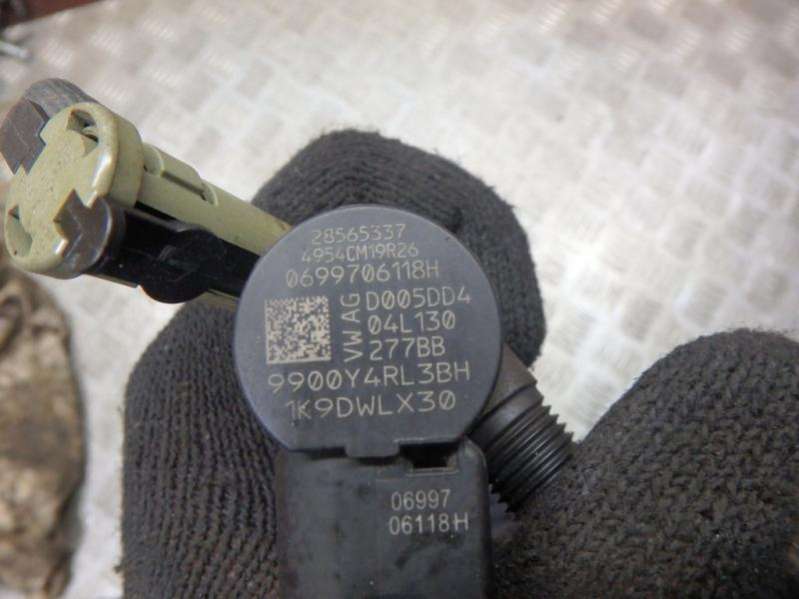 28565337
4954CM19R26
0699706118H
VWAG
D005DD4
04L130
277BB
9900Y4RL3BH
1K9DWLX30
06997
06118H